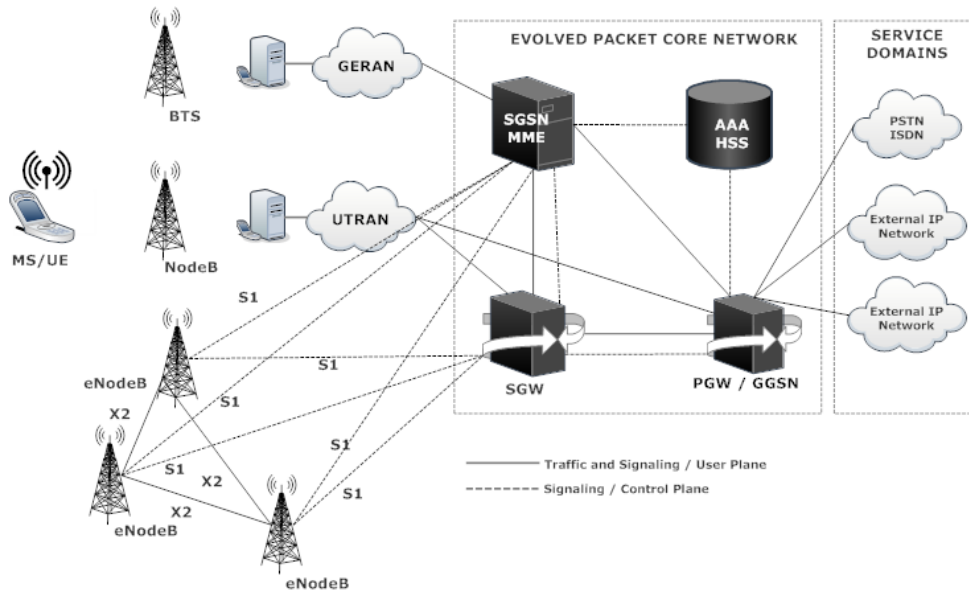 EVOLVED PACKET CORE NETWORK
SERVICE
DOMAINS
GERAN
BTS
SGSN
MME
AAA
HSS
PSTN
ISDN
MS/UE
UTRAN
NodeB
External IP
Network
S1
External IP
Network
eNodeB
S1
SGW
PGW / GGSN
X2
S1
S1
S1
X2
S1
X2
eNodeB
eNodeB
Traffic and Signaling / User Plane
Signaling / Control Plane